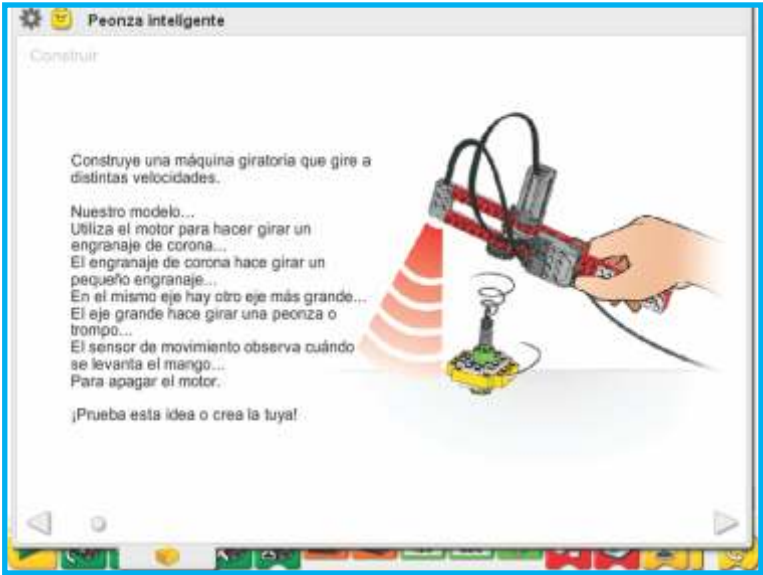 Peonza inteligente
Construir
Construye una máquina giratoria que gire a
distintas velocidades.
Nuestro modelo...
Utiliza el motor para hacer girar un
engranaje de corona...
El engranaje de corona hace girar un
pequeño engranaje...
En el mismo eje hay otro eje más grande...
El eje grande hace girar una peonza o
trompo...
El sensor de movimiento observa cuándo
se levanta el mango...
Para apagar el motor.
¡Prueba esta idea o crea la tuya!